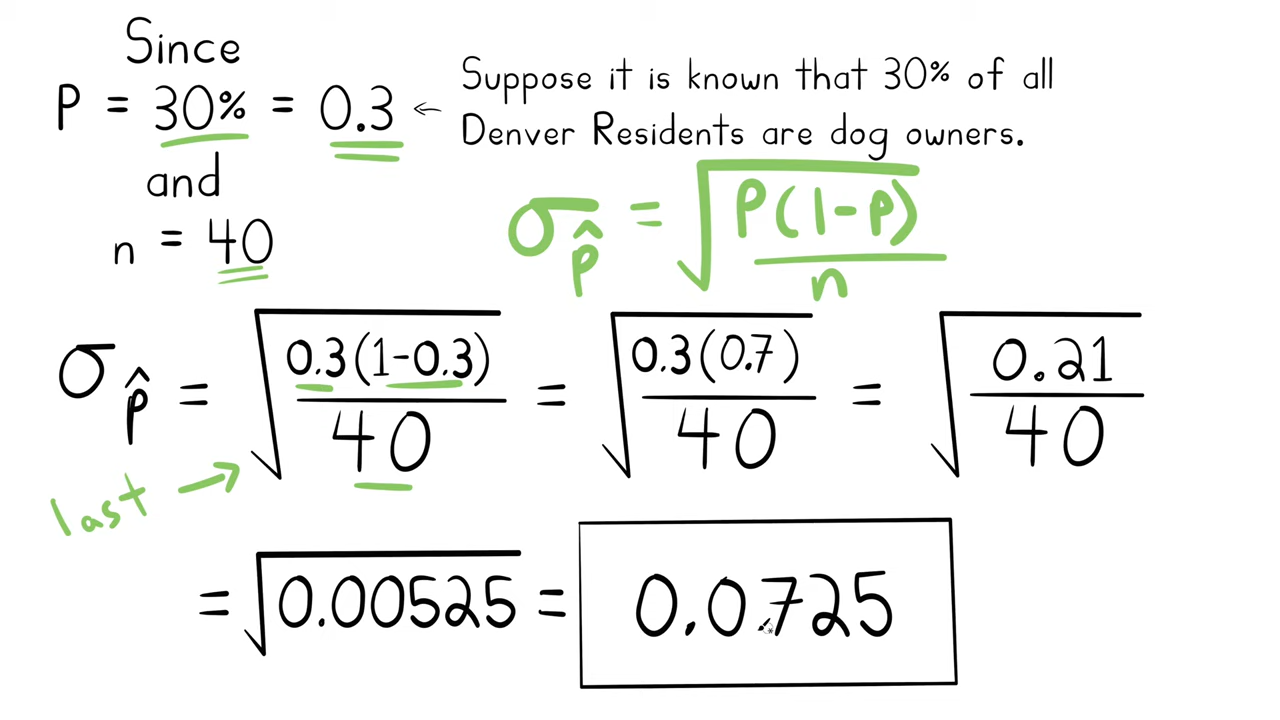 Since
P = 30% = 0.3 ← Suppose it is known that 30% of all
Denver Residents are dog owners.
and
n = 40
σp̂ = √(P(1-p)/n)
σp̂ = √(0.3(1-0.3)/40) = √(0.3(0.7)/40) = √(0.21/40)
last →
= √0.00525 = 0.0725